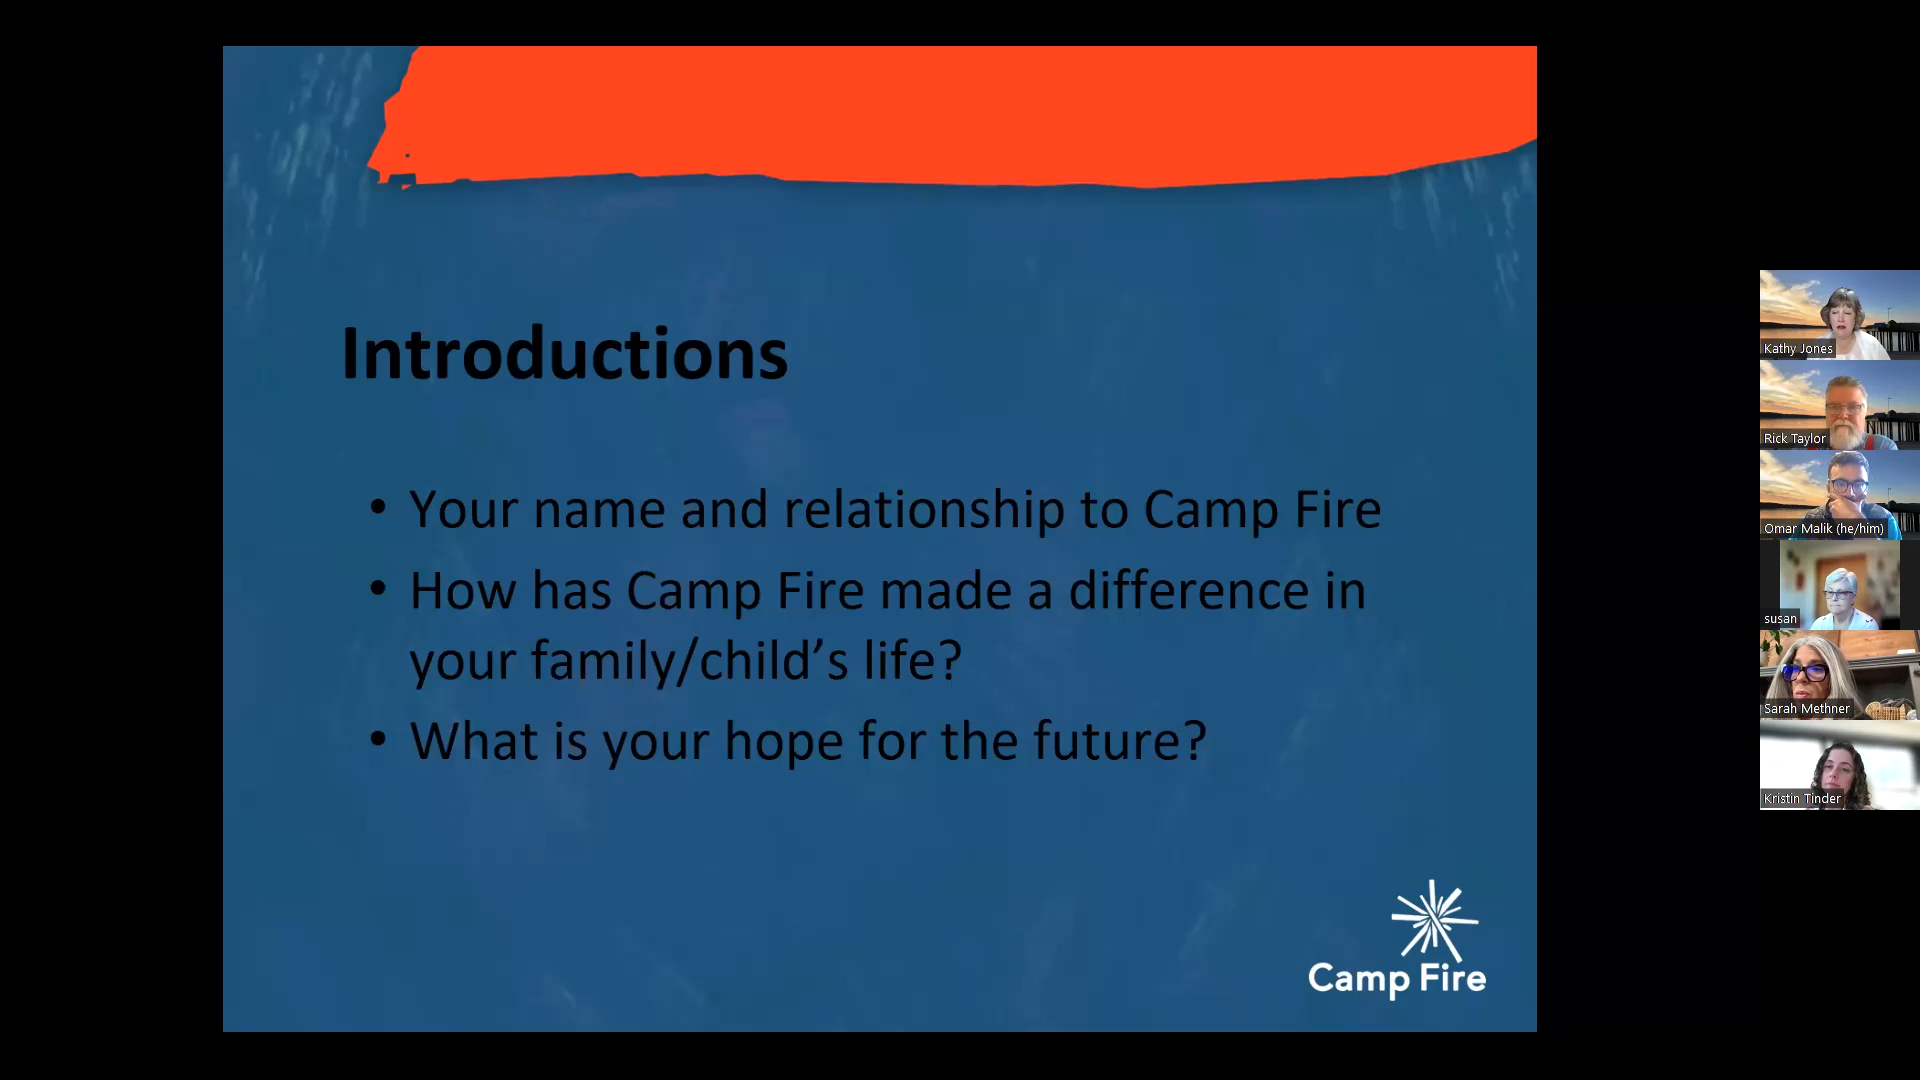 Introductions
• Your name and relationship to Camp Fire
• How has Camp Fire made a difference in
your family/child’s life?
• What is your hope for the future?
Camp Fire
Kathy Jones
Rick Taylor
Omar Malik (he/him)
susan
Sarah Methner
Kristin Tinder